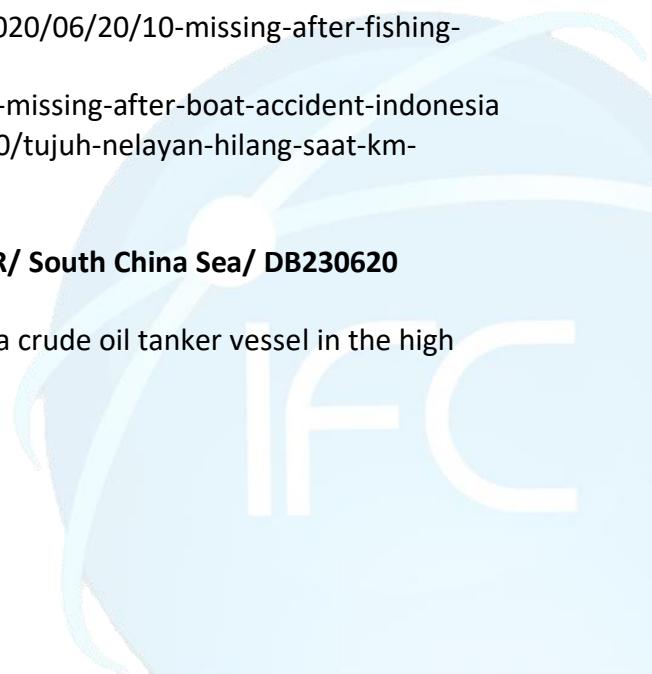 020/06/20/10-missing-after-fishing-
-missing-after-boat-accident-indonesia
0/tujuh-nelayan-hilang-saat-km-
R/ South China Sea/ DB230620
a crude oil tanker vessel in the high
IFC